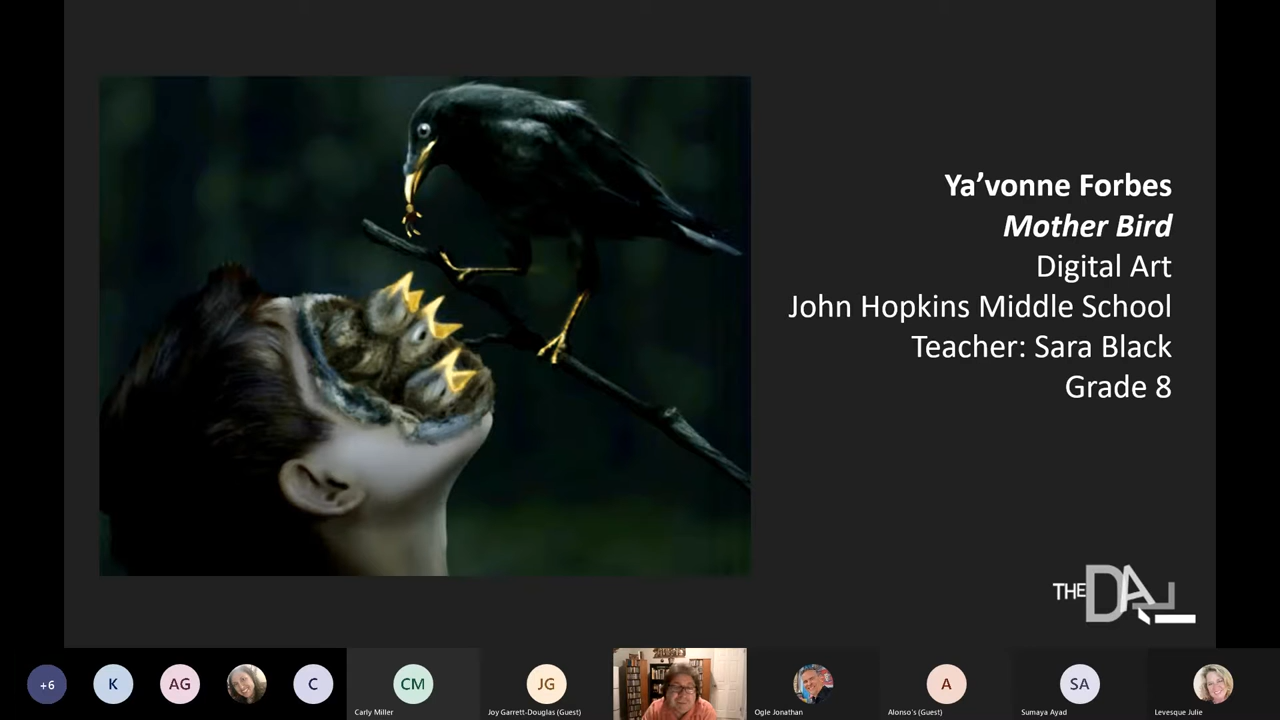 Ya’vonne Forbes
Mother Bird
Digital Art
John Hopkins Middle School
Teacher: Sara Black
Grade 8
THE DALI
+6
K
AG
C
CM
Carly Miller
JG
Joy Garrett-Douglas (Guest)
Ogle Jonathan
A
Alonso's (Guest)
SA
Sumaya Ayad
Levesque Julie